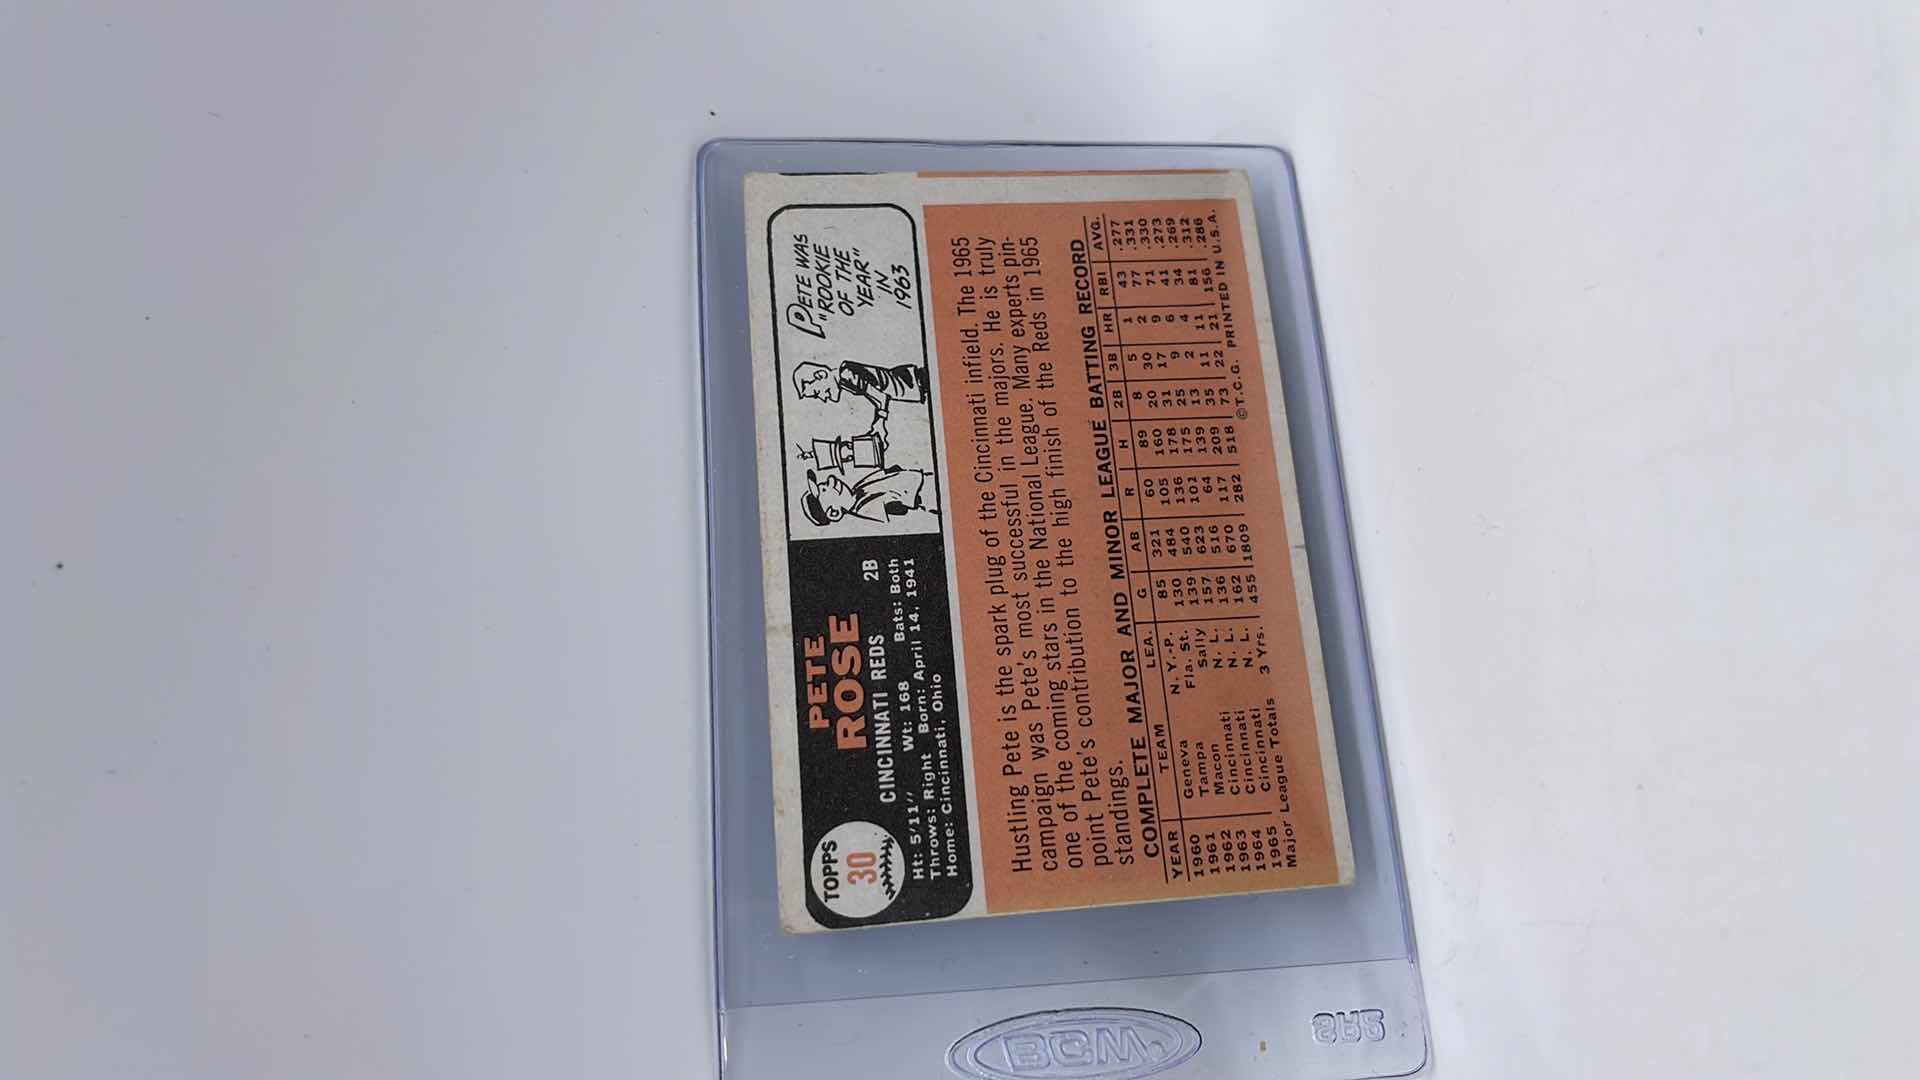 TOPPS
30
PETE
ROSE
CINCINNATI REDS 2B
Ht: 5'11" Wt: 168 Bats: Both
Throws: Right Born: April 14, 1941
Home: Cincinnati, Ohio
PETE WAS
"ROOKIE
OF THE
YEAR"
IN
1963
Hustling Pete is the spark plug of the Cincinnati infield. The 1965
campaign was Pete's most successful in the majors. He is truly
one of the coming stars in the National League. Many experts pin-
point Pete's contribution to the high finish of the Reds in 1965
standings.
COMPLETE MAJOR AND MINOR LEAGUE BATTING RECORD
YEAR TEAM LEA. G AB R H 2B 3B HR RBI AVG.
1960 Geneva N.Y.-P. 85 321 60 89 8 5 1 43 .277
1961 Tampa Fla. St. 130 484 105 160 20 30 2 77 .331
1962 Macon Sally 139 540 136 178 31 17 9 71 .330
1963 Cincinnati N. L. 157 623 101 175 25 9 6 41 .273
1964 Cincinnati N. L. 136 516 64 139 13 2 4 34 .269
1965 Cincinnati N. L. 162 670 117 209 35 11 11 81 .312
Major League Totals 3 Yrs. 455 1809 282 518 73 22 21 156 .286
©T.C.G. PRINTED IN U.S.A.
BCW
SR2